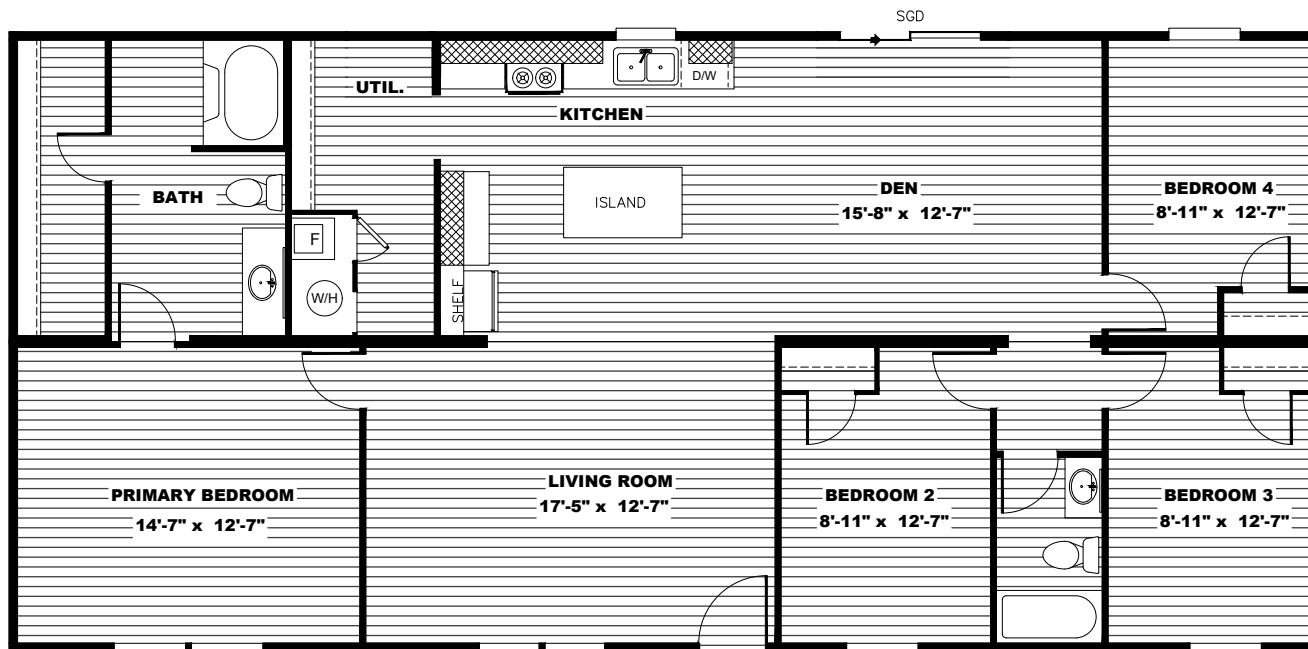 SGD
UTIL.
D/W
KITCHEN
BATH
ISLAND
DEN
15'-8" x 12'-7"
BEDROOM 4
8'-11" x 12'-7"
F
W/H
SHELF
PRIMARY BEDROOM
14'-7" x 12'-7"
LIVING ROOM
17'-5" x 12'-7"
BEDROOM 2
8'-11" x 12'-7"
BEDROOM 3
8'-11" x 12'-7"